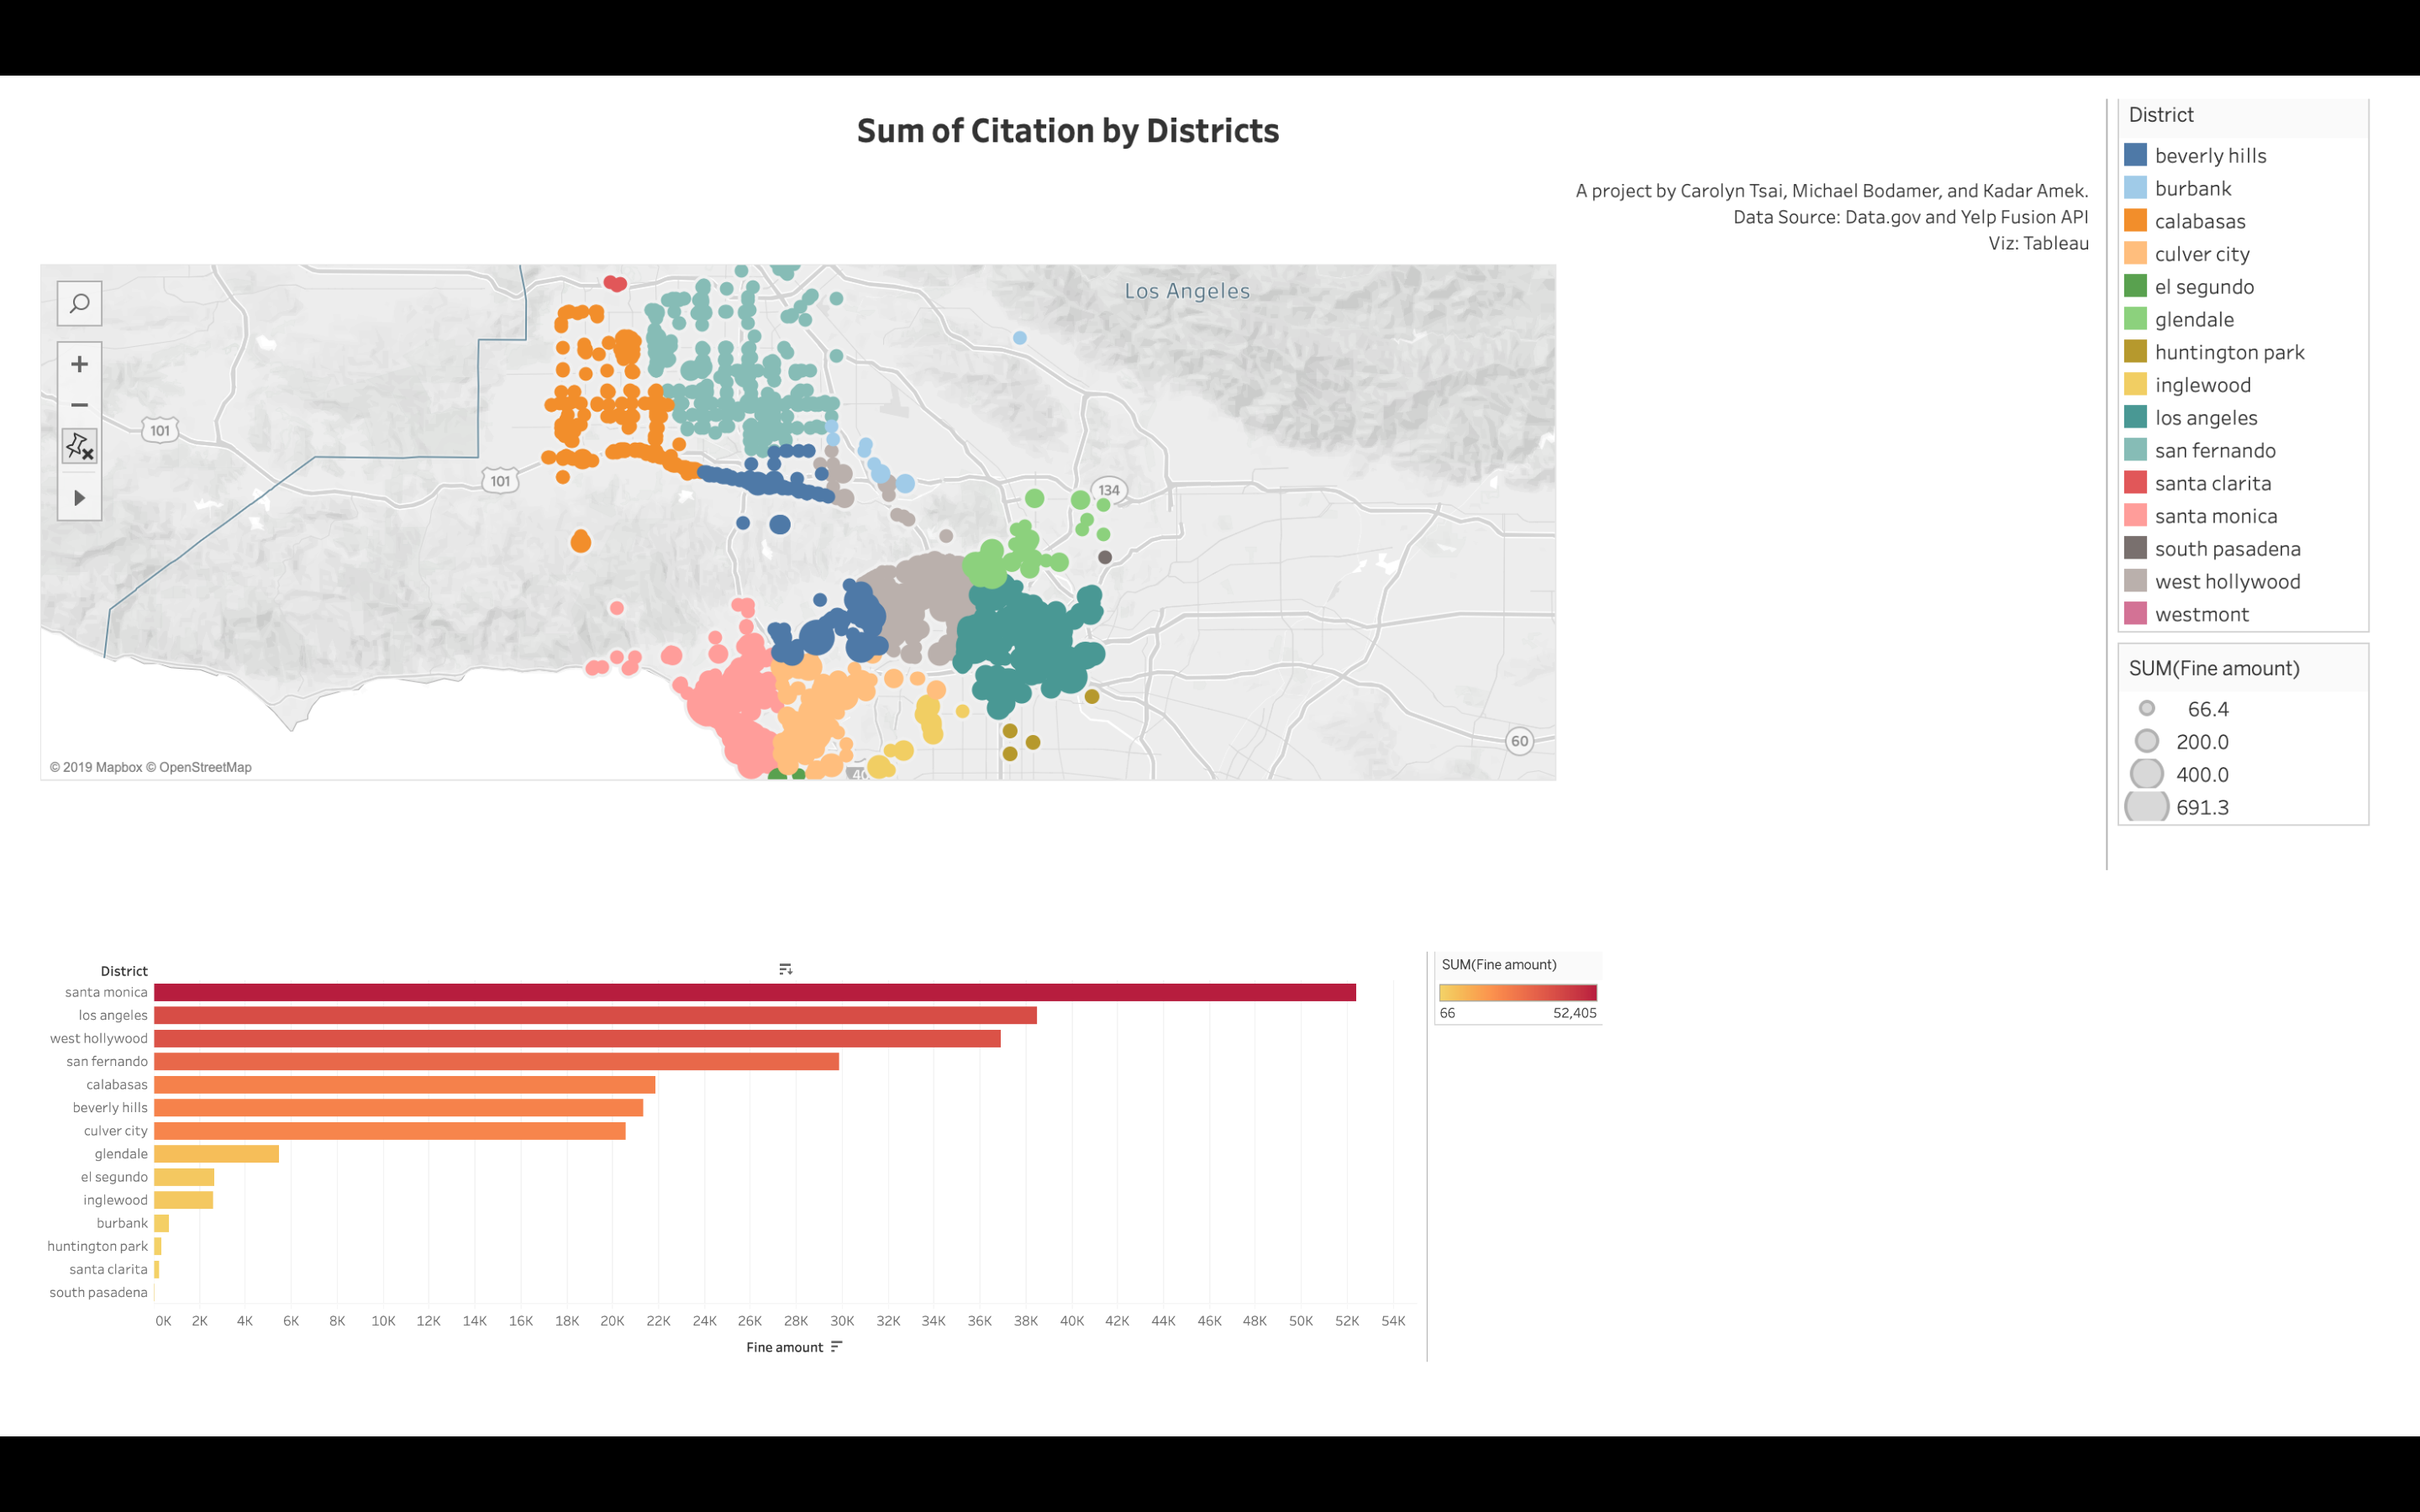 Sum of Citation by Districts
A project by Carolyn Tsai, Michael Bodamer, and Kadar Amek.
Data Source: Data.gov and Yelp Fusion API
Viz: Tableau
Los Angeles
101
101
134
60
© 2019 Mapbox © OpenStreetMap
District
beverly hills
burbank
calabasas
culver city
el segundo
glendale
huntington park
inglewood
los angeles
san fernando
santa clarita
santa monica
south pasadena
west hollywood
westmont
SUM(Fine amount)
66.4
200.0
400.0
691.3
District
santa monica
los angeles
west hollywood
san fernando
calabasas
beverly hills
culver city
glendale
el segundo
inglewood
burbank
huntington park
santa clarita
south pasadena
0K 2K 4K 6K 8K 10K 12K 14K 16K 18K 20K 22K 24K 26K 28K 30K 32K 34K 36K 38K 40K 42K 44K 46K 48K 50K 52K 54K
Fine amount
SUM(Fine amount)
66 52,405